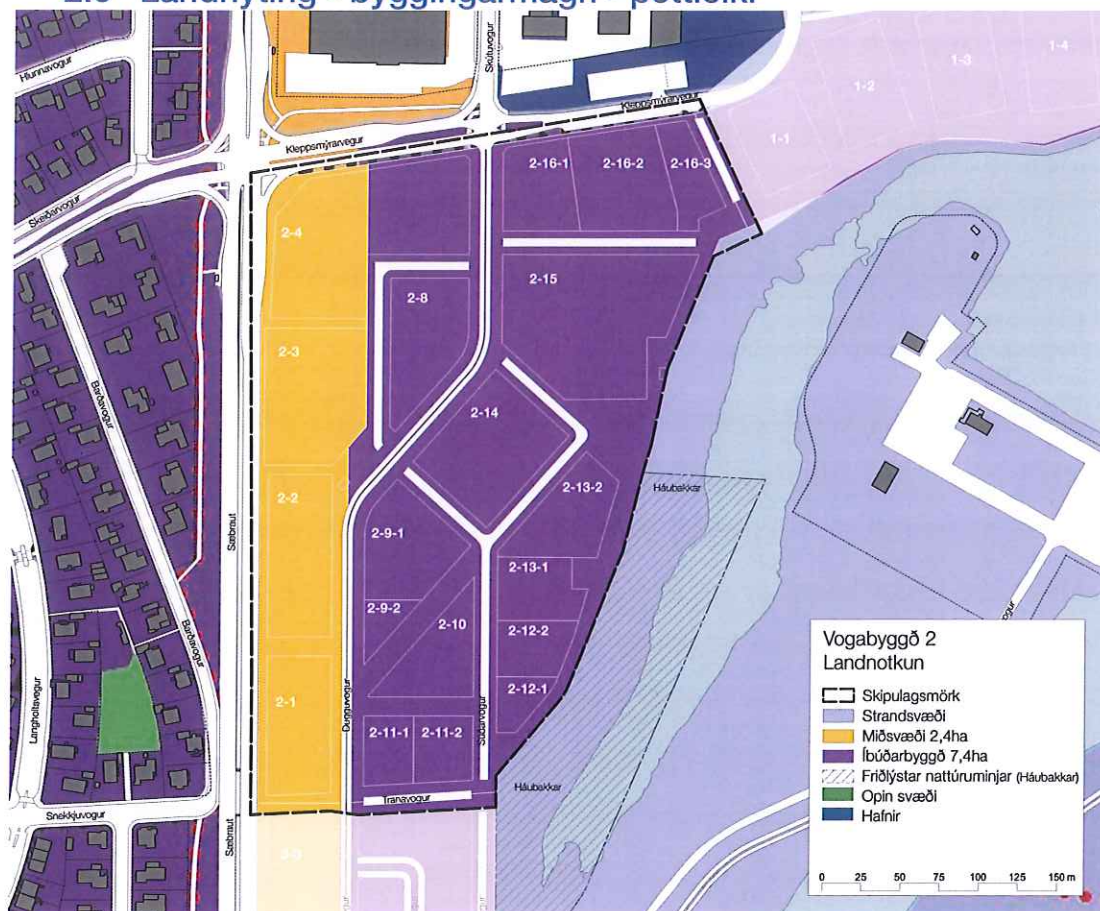 Hlunnavogur
Skútuvogur
Kleppsmýrarvegur
Kleppsmýrarvegur
Skeiðarvogur
1-1
1-2
1-3
1-4
2-16-1
2-16-2
2-16-3
2-4
2-8
2-15
2-3
Barðavogur
2-14
2-2
2-13-2
Háubakkar
Sæbraut
2-9-1
2-13-1
2-9-2
2-10
2-12-2
Barðavogur
2-1
2-12-1
Langholtavegur
Dugguvogur
Súðarvogur
2-11-1
2-11-2
Tranavogur
Háubakkar
Snekkjuvogur
Sæbraut
Vogabyggð 2
Landnotkun
Skipulagsmörk
Strandsvæði
Miðsvæði 2,4ha
Íbúðarbyggð 7,4ha
Friðlýstar nattúruminjar (Háubakkar)
Opin svæði
Hafnir
0 25 50 75 100 125 150 m